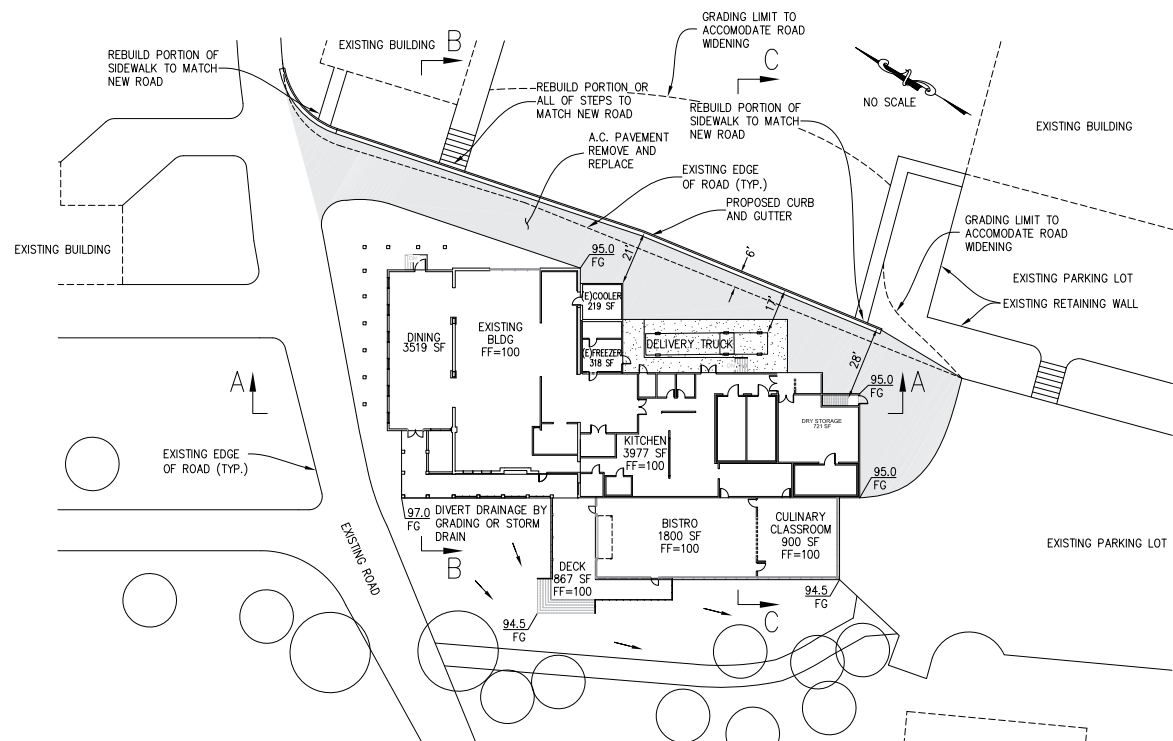 GRADING LIMIT TO
ACCOMODATE ROAD
WIDENING
EXISTING BUILDING
B
C
REBUILD PORTION OF
SIDEWALK TO MATCH
NEW ROAD
REBUILD PORTION OR
ALL OF STEPS TO
MATCH NEW ROAD
REBUILD PORTION OF
SIDEWALK TO MATCH
NEW ROAD
NO SCALE
EXISTING BUILDING
A.C. PAVEMENT
REMOVE AND
REPLACE
EXISTING EDGE
OF ROAD (TYP.)
PROPOSED CURB
AND GUTTER
GRADING LIMIT TO
ACCOMODATE ROAD
WIDENING
EXISTING BUILDING
95.0
FG
21'
6'
17'
28'
EXISTING PARKING LOT
EXISTING RETAINING WALL
(E)COOLER
219 SF
DINING
3519 SF
EXISTING
BLDG
FF=100
(E)FREEZER
318 SF
DELIVERY TRUCK
A
A
95.0
FG
DRY STORAGE
721 SF
KITCHEN
3977 SF
FF=100
EXISTING EDGE
OF ROAD (TYP.)
95.0
FG
97.0
FG
DIVERT DRAINAGE BY
GRADING OR STORM
DRAIN
BISTRO
1800 SF
FF=100
CULINARY
CLASSROOM
900 SF
FF=100
EXISTING PARKING LOT
EXISTING ROAD
B
DECK
867 SF
FF=100
94.5
FG
C
94.5
FG